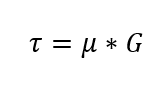 τ = μ * G